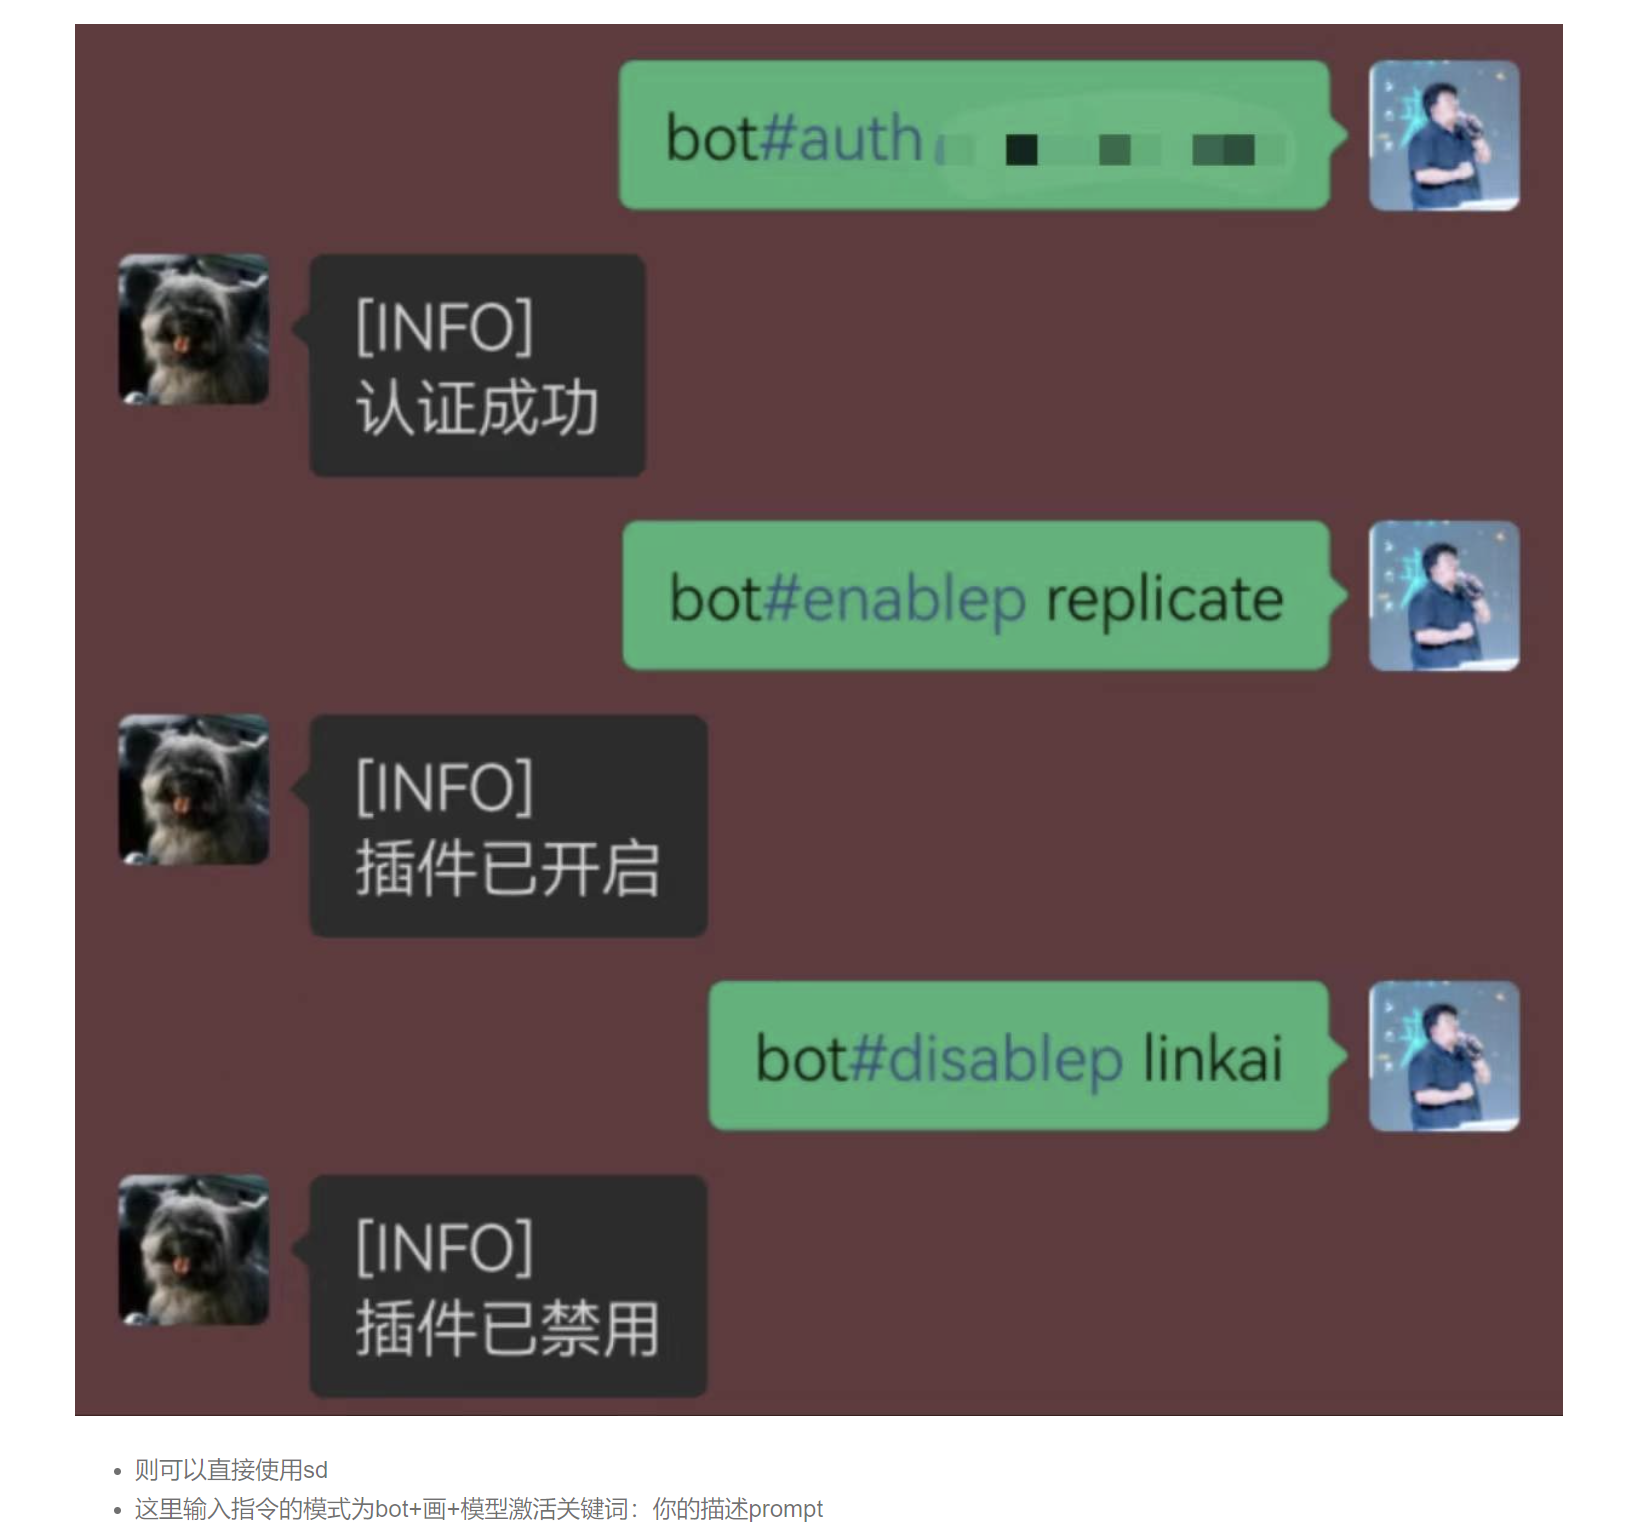 bot#auth
[INFO]
认证成功
bot#enablep replicate
[INFO]
插件已开启
bot#disablep linkai
[INFO]
插件已禁用
则可以直接使用sd
这里输入指令的模式为bot+画+模型激活关键词：你的描述prompt